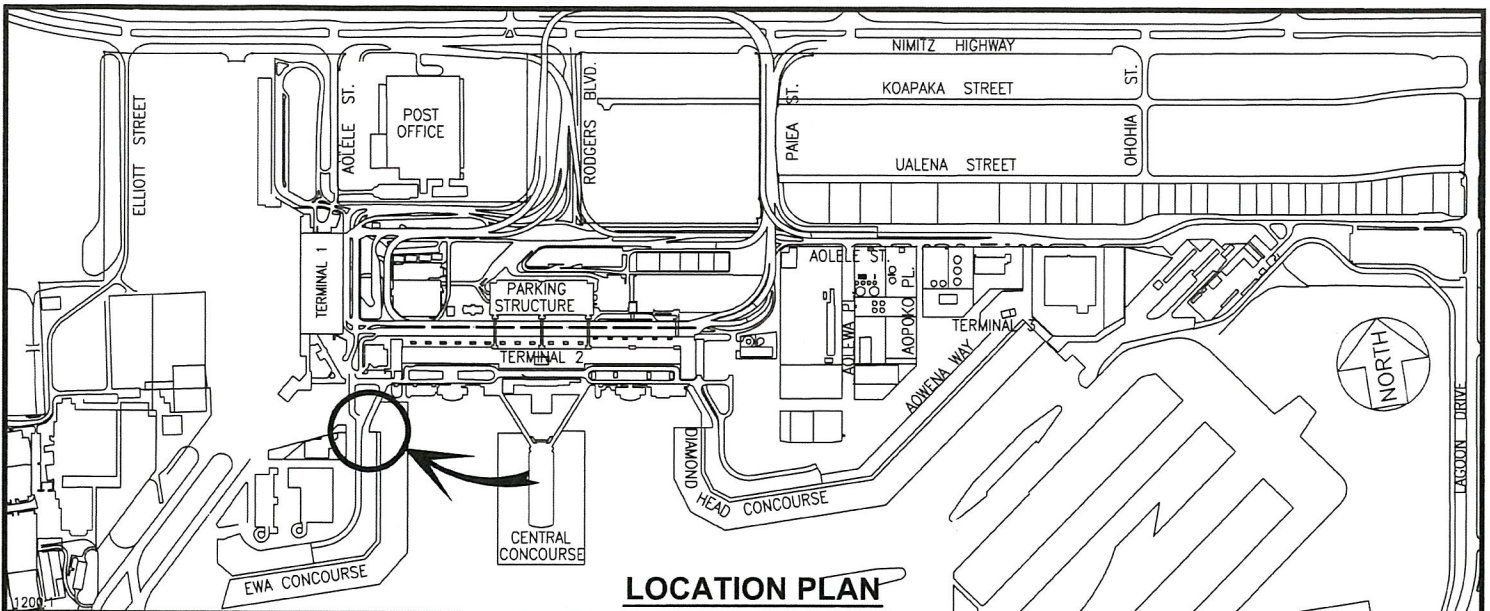 NIMITZ HIGHWAY
KOAPAKA STREET
UALENA STREET
ELLIOTT STREET
AOLELE ST.
POST
OFFICE
RODGERS BLVD.
PAIEA ST.
OHOHIA ST.
TERMINAL 1
PARKING
STRUCTURE
TERMINAL 2
AOLELE ST.
AOLEWA PL.
AOPOKO PL.
TERMINAL 3
AOWENA WAY
NORTH
LAGOON DRIVE
DIAMOND
HEAD CONCOURSE
CENTRAL
CONCOURSE
EWA CONCOURSE
LOCATION PLAN